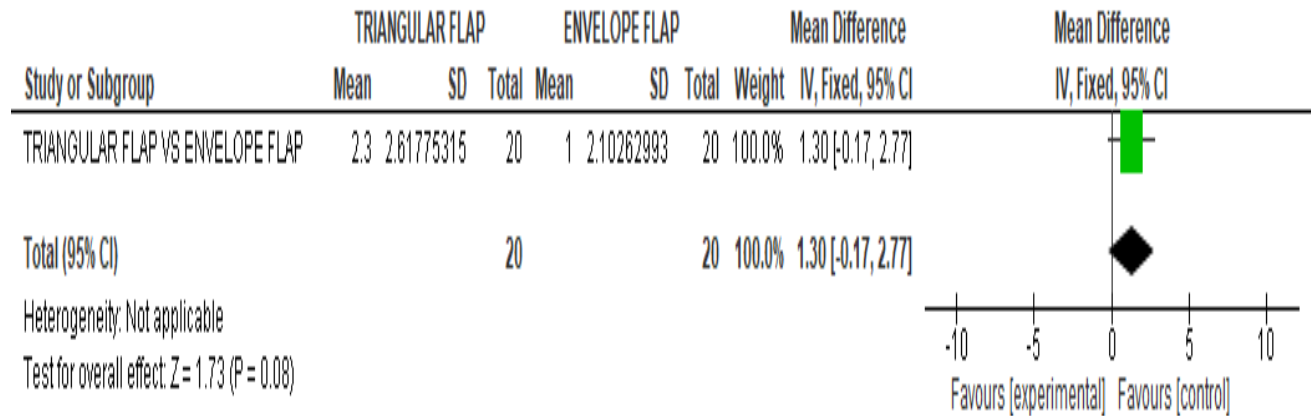 TRIANGULAR FLAP ENVELOPE FLAP Mean Difference Mean Difference
Study or Subgroup Mean SD Total Mean SD Total Weight IV, Fixed, 95% CI IV, Fixed, 95% CI
TRIANGULAR FLAP VS ENVELOPE FLAP 2.3 2.61775315 20 1 2.10262993 20 100.0% 1.30 [-0.17, 2.77]
Total (95% CI) 20 20 100.0% 1.30 [-0.17, 2.77]
Heterogeneity: Not applicable
Test for overall effect: Z = 1.73 (P = 0.08)
-10 -5 0 5 10
Favours [experimental] Favours [control]